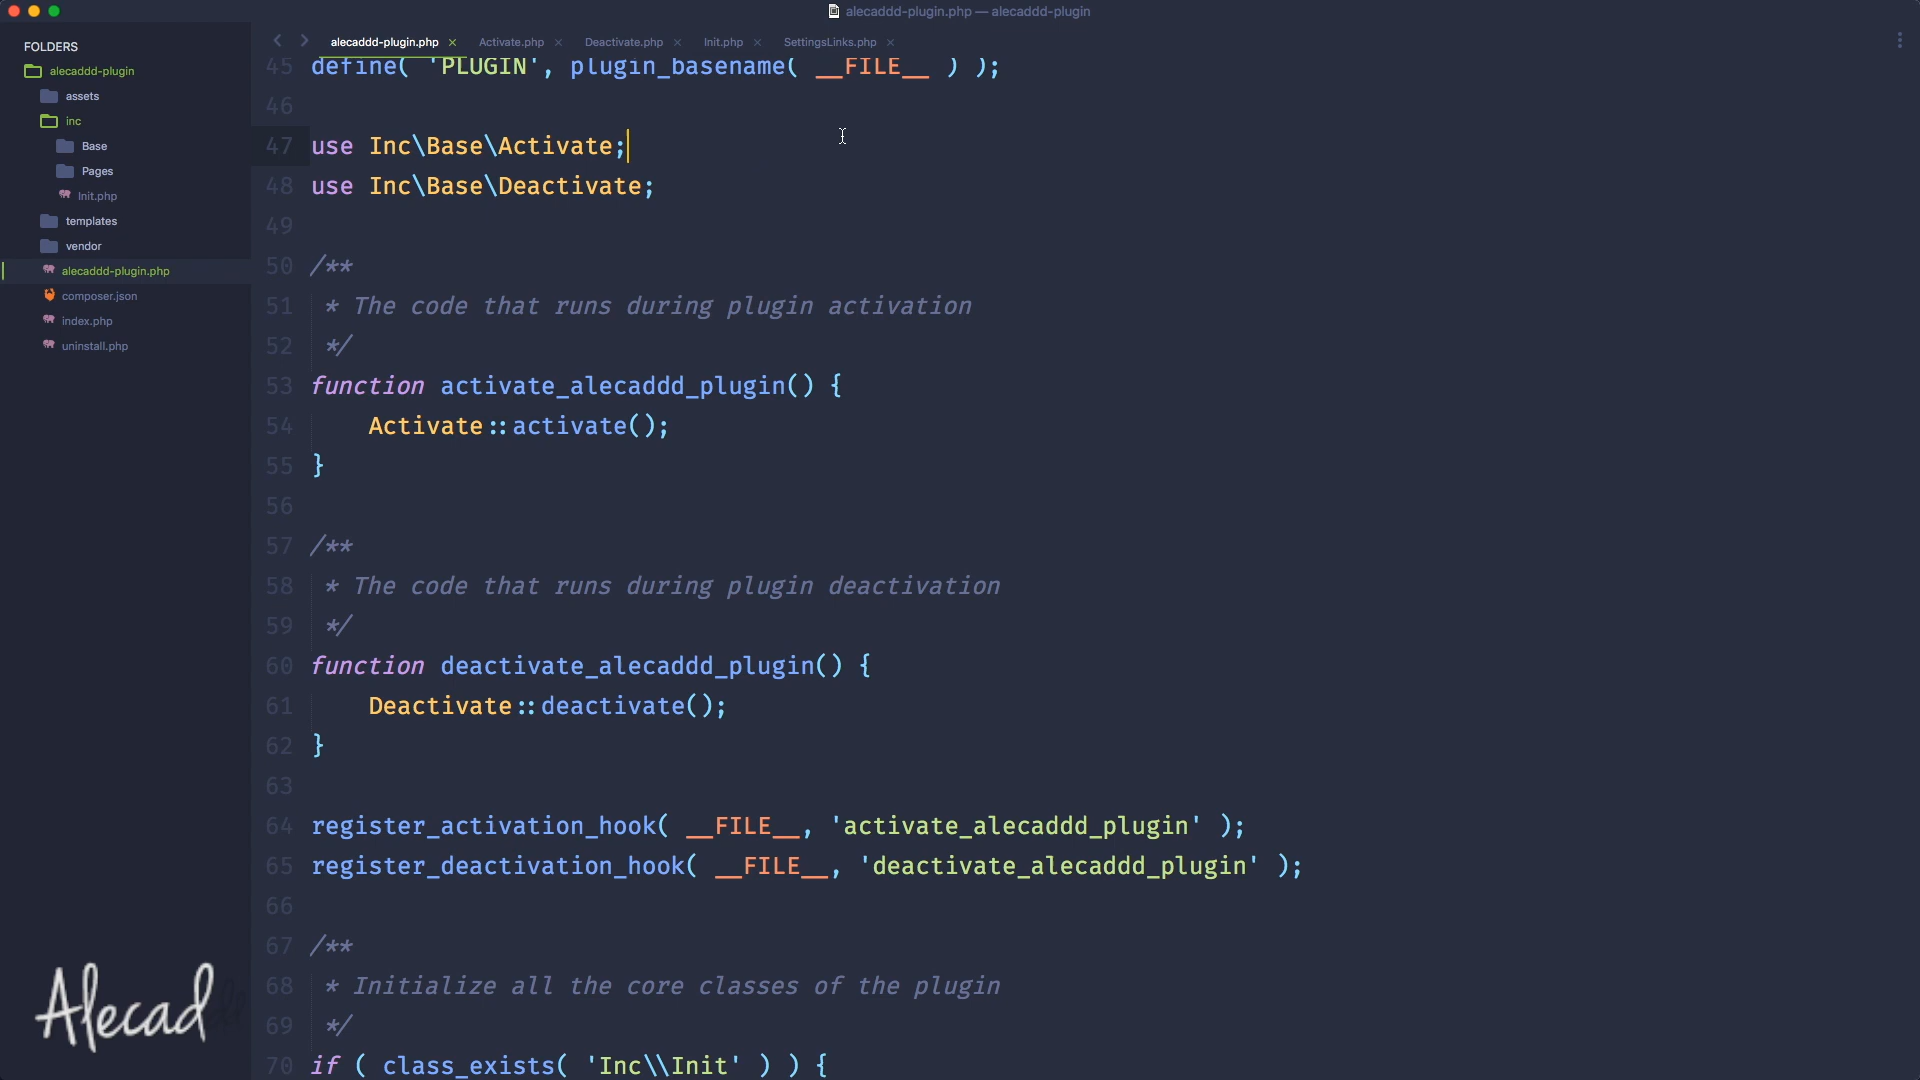 alecaddd-plugin.php — alecaddd-plugin
FOLDERS
alecaddd-plugin
assets
inc
Base
Pages
Init.php
templates
vendor
alecaddd-plugin.php
composer.json
index.php
uninstall.php
alecaddd-plugin.php Activate.php Deactivate.php Init.php SettingsLinks.php
45 define( 'PLUGIN', plugin_basename( __FILE__ ) );
46
47 use Inc\Base\Activate;
48 use Inc\Base\Deactivate;
49
50 /**
51 * The code that runs during plugin activation
52 */
53 function activate_alecaddd_plugin() {
54 Activate::activate();
55 }
56
57 /**
58 * The code that runs during plugin deactivation
59 */
60 function deactivate_alecaddd_plugin() {
61 Deactivate::deactivate();
62 }
63
64 register_activation_hook( __FILE__, 'activate_alecaddd_plugin' );
65 register_deactivation_hook( __FILE__, 'deactivate_alecaddd_plugin' );
66
67 /**
68 * Initialize all the core classes of the plugin
69 */
70 if ( class_exists( 'Inc\\Init' ) ) {
Alecad